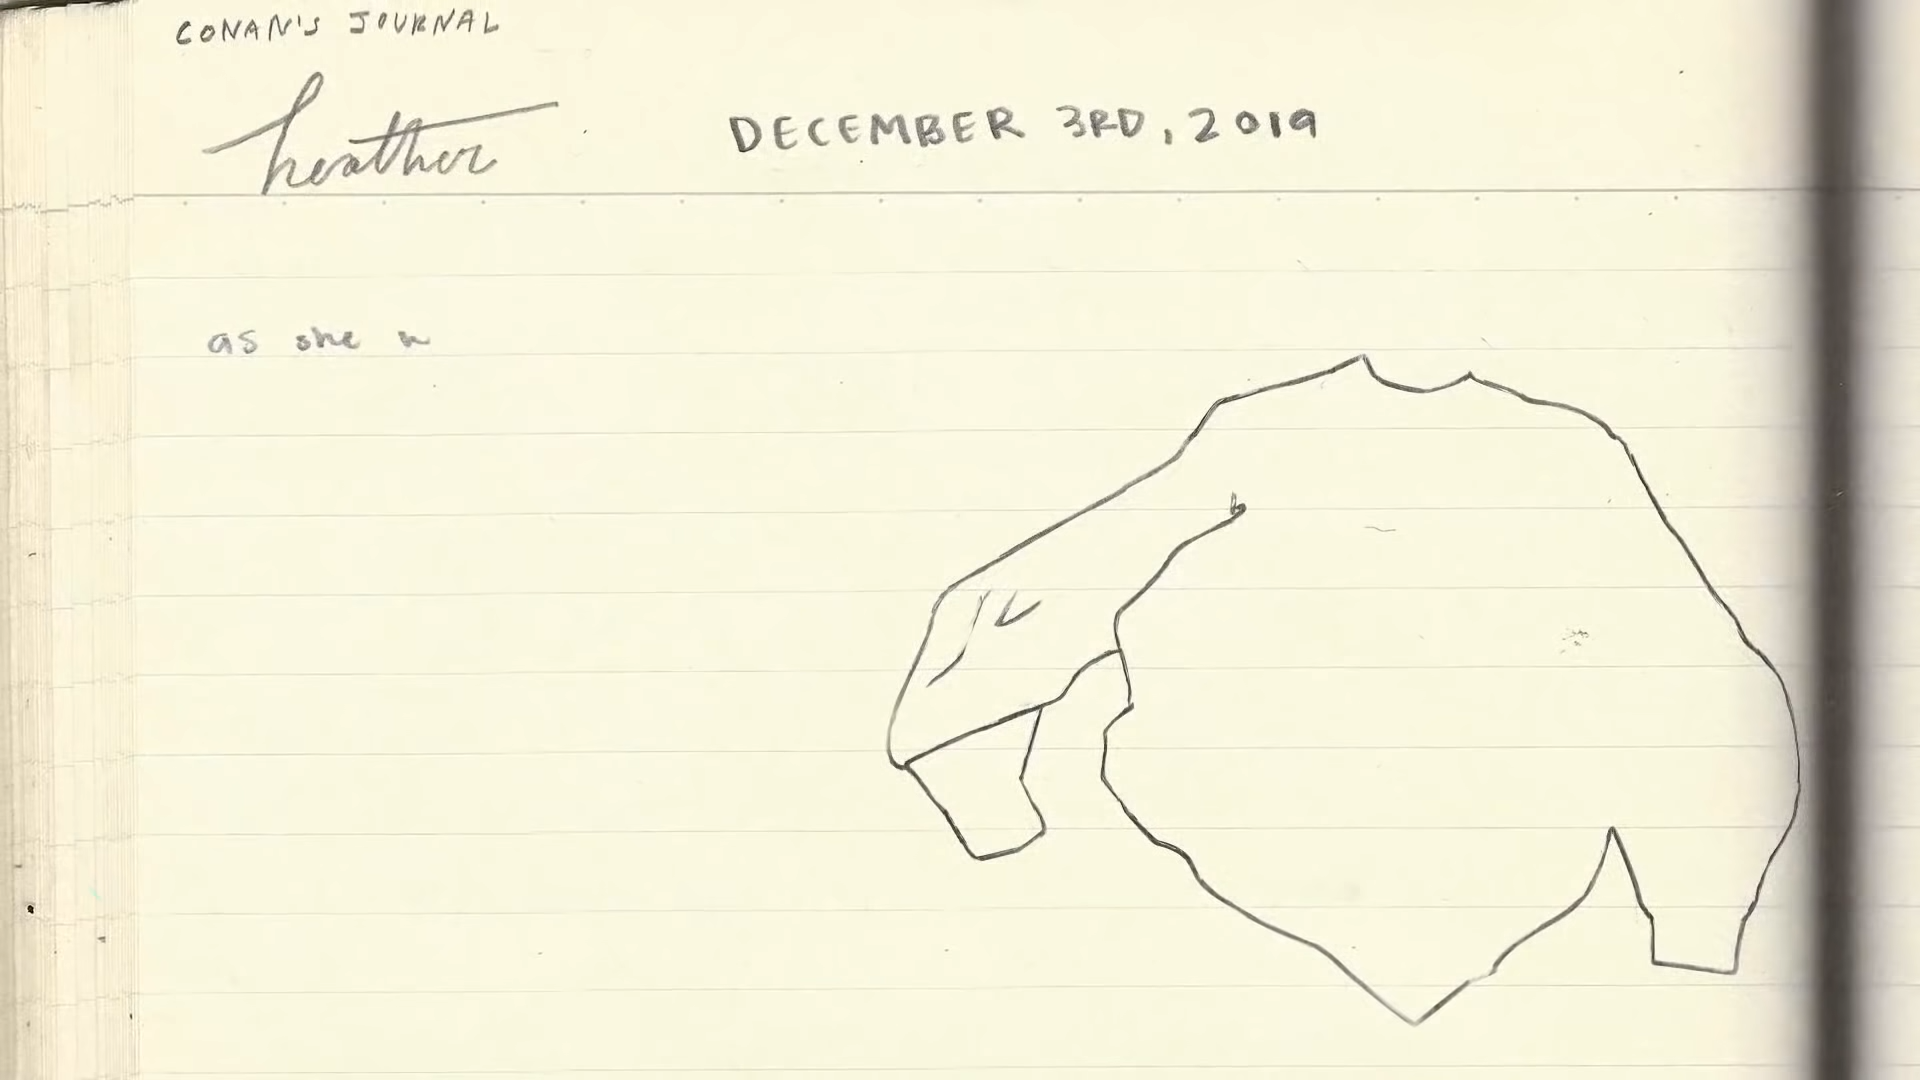 CONAN'S JOURNAL
heather
DECEMBER 3RD, 2019
as she